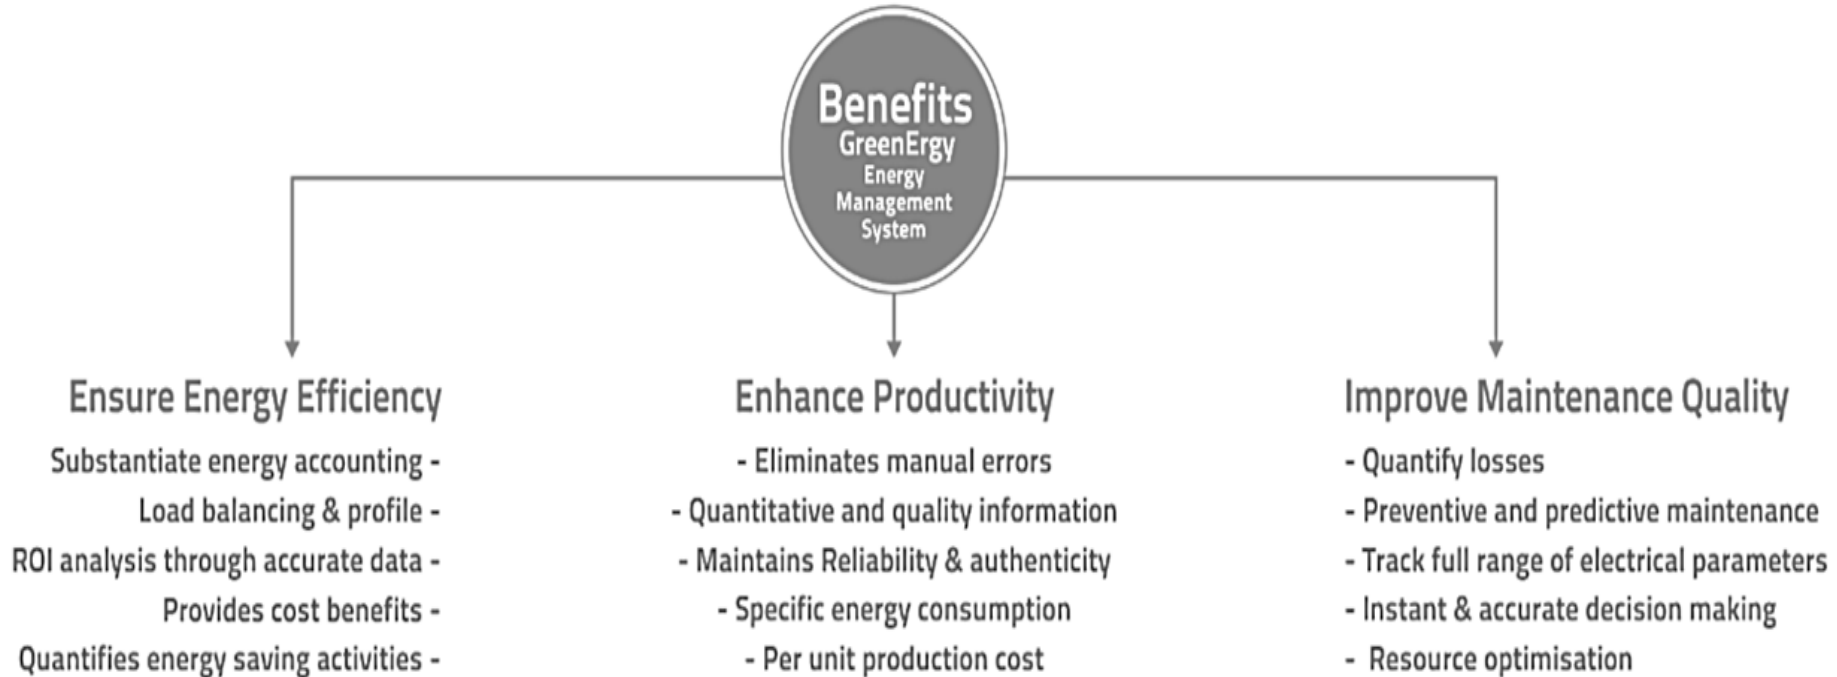 Benefits
GreenErgy
Energy
Management
System
Ensure Energy Efficiency
Substantiate energy accounting -
Load balancing & profile -
ROI analysis through accurate data -
Provides cost benefits -
Quantifies energy saving activities -
Enhance Productivity
- Eliminates manual errors
- Quantitative and quality information
- Maintains Reliability & authenticity
- Specific energy consumption
- Per unit production cost
Improve Maintenance Quality
- Quantify losses
- Preventive and predictive maintenance
- Track full range of electrical parameters
- Instant & accurate decision making
- Resource optimisation